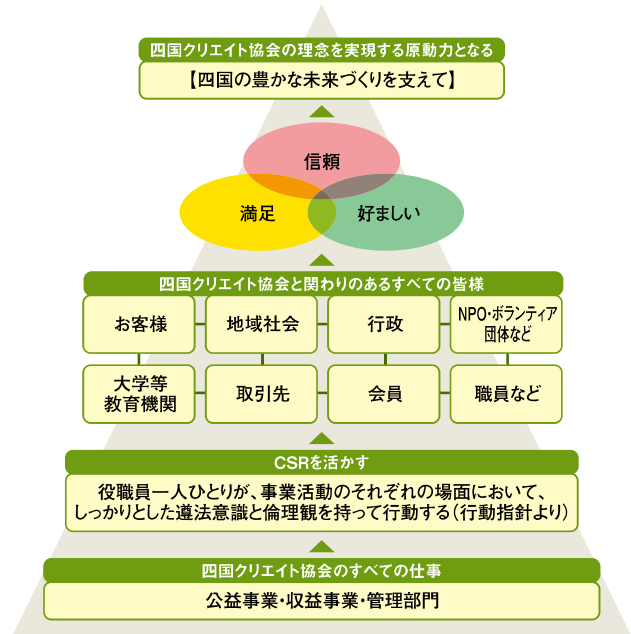 四国クリエイト協会の理念を実現する原動力となる
【四国の豊かな未来づくりを支えて】
信頼
満足
好ましい
四国クリエイト協会と関わりのあるすべての皆様
お客様
地域社会
行政
NPO・ボランティア
団体など
大学等
教育機関
取引先
会員
職員など
CSRを活かす
役職員一人ひとりが、事業活動のそれぞれの場面において、
しっかりとした遵法意識と倫理観を持って行動する（行動指針より）
四国クリエイト協会のすべての仕事
公益事業・収益事業・管理部門